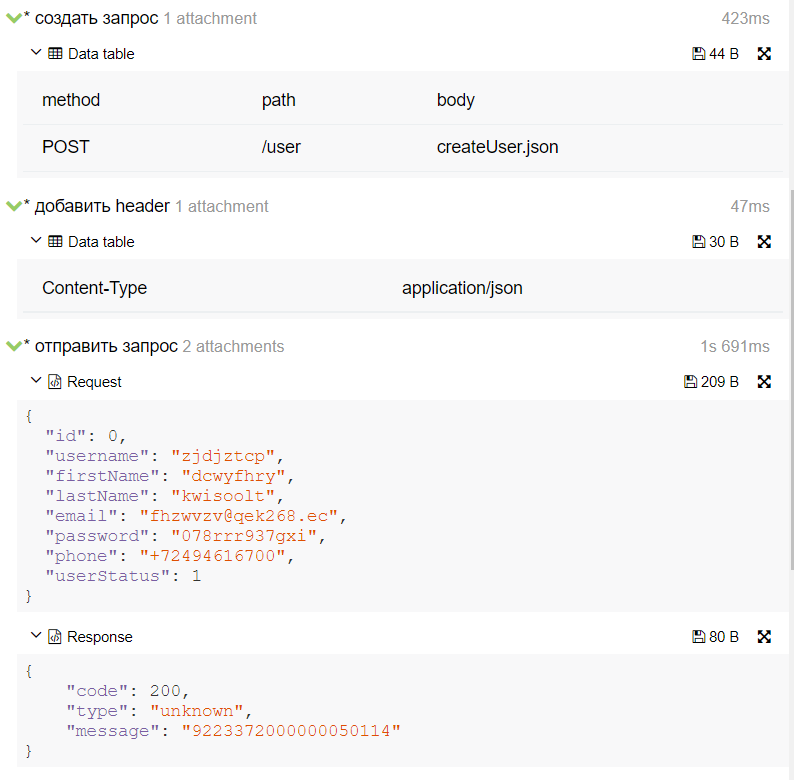 * создать запрос 1 attachment 423ms
Data table 44 B
method path body
POST /user createUser.json
* добавить header 1 attachment 47ms
Data table 30 B
Content-Type application/json
* отправить запрос 2 attachments 1s 691ms
Request 209 B
{
"id": 0,
"username": "zjdjztcp",
"firstName": "dcwyfhry",
"lastName": "kwisoolt",
"email": "fhzwvzv@qek268.ec",
"password": "078rrr937gxi",
"phone": "+72494616700",
"userStatus": 1
}
Response 80 B
{
"code": 200,
"type": "unknown",
"message": "9223372000000050114"
}